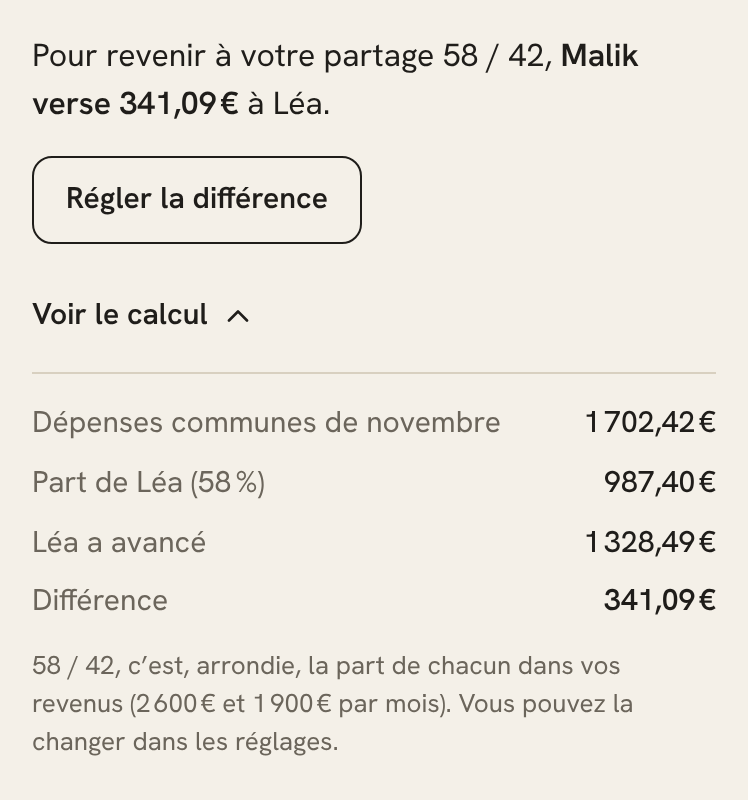 Pour revenir à votre partage 58 / 42, Malik
verse 341,09 € à Léa.
Régler la différence
Voir le calcul
Dépenses communes de novembre 1 702,42 €
Part de Léa (58 %) 987,40 €
Léa a avancé 1 328,49 €
Différence 341,09 €
58 / 42, c’est, arrondie, la part de chacun dans vos
revenus (2 600 € et 1 900 € par mois). Vous pouvez la
changer dans les réglages.